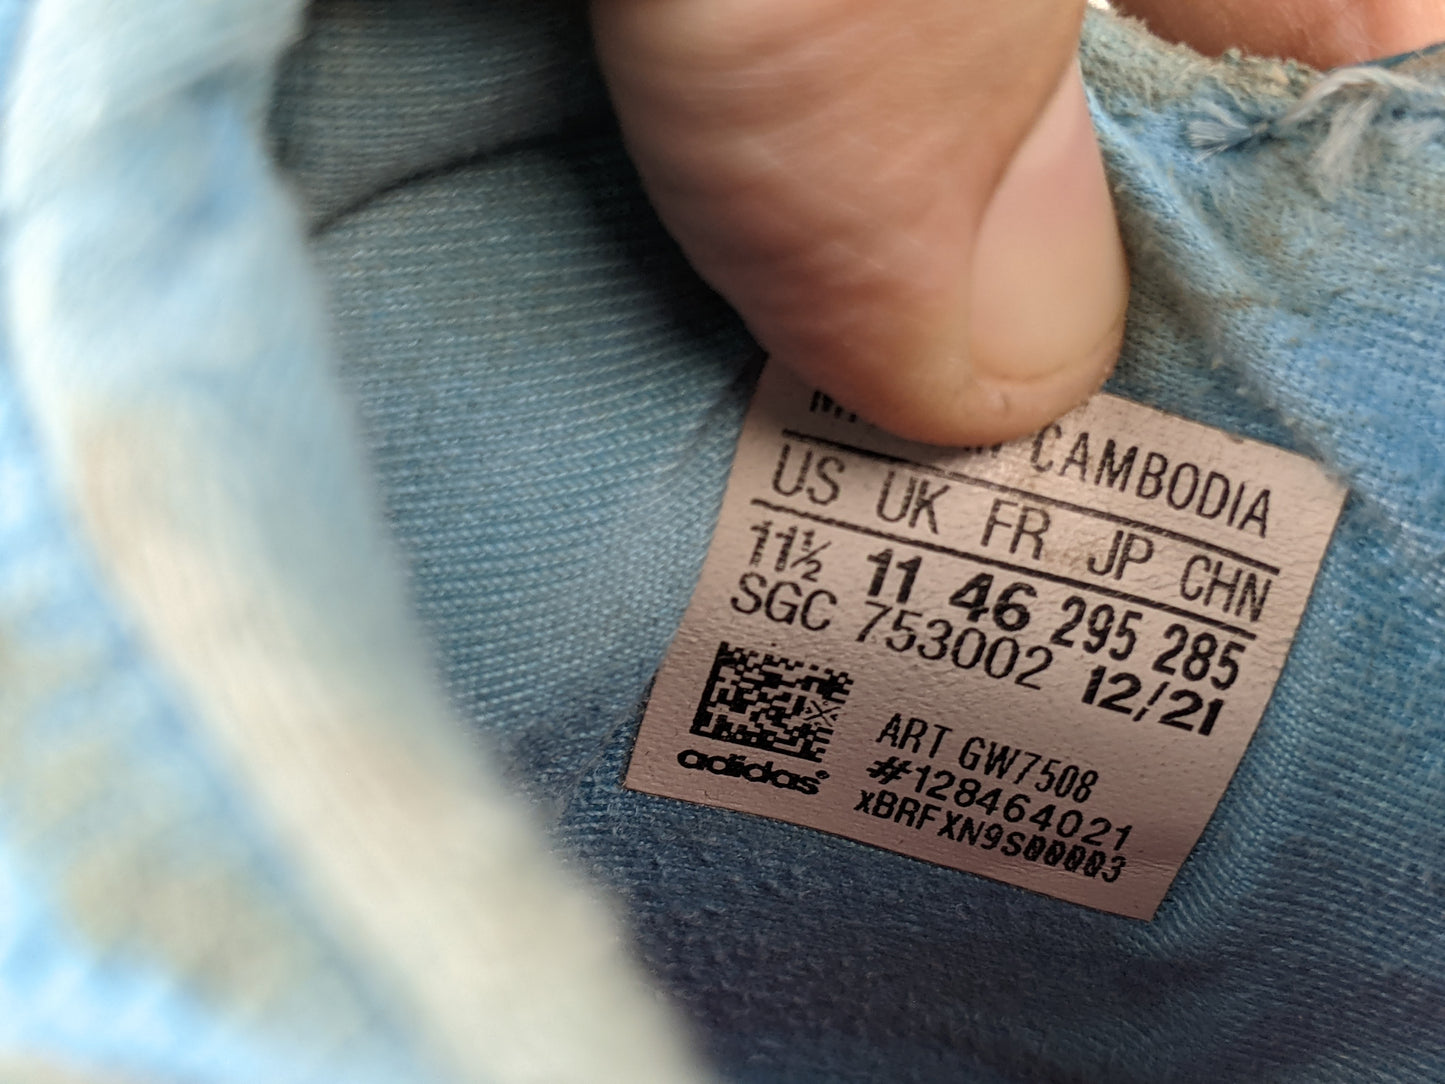 CAMBODIA
US UK FR JP CHN
11½ 11 46 295 285
SGC 753002 12/21
adidas
ART GW7508
#128464021
xBRFXN9S00003